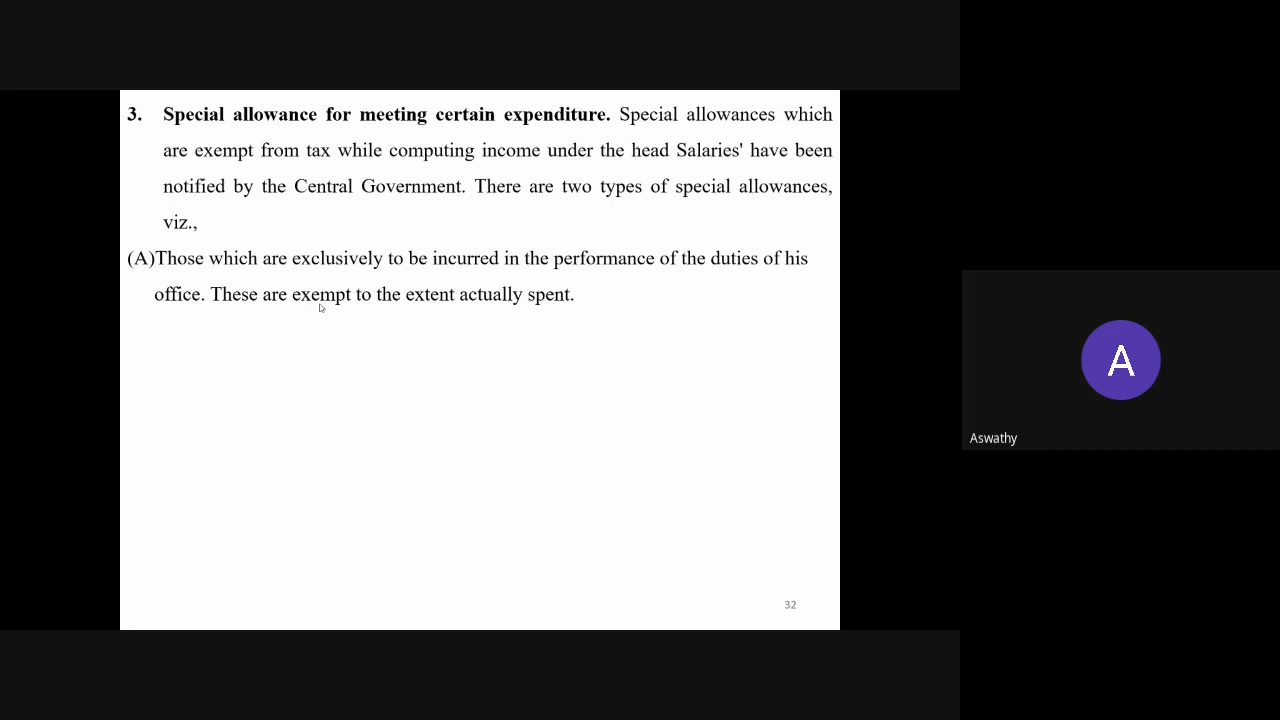 3. Special allowance for meeting certain expenditure. Special allowances which
are exempt from tax while computing income under the head Salaries' have been
notified by the Central Government. There are two types of special allowances,
viz.,
(A)Those which are exclusively to be incurred in the performance of the duties of his
office. These are exempt to the extent actually spent.
32
A
Aswathy